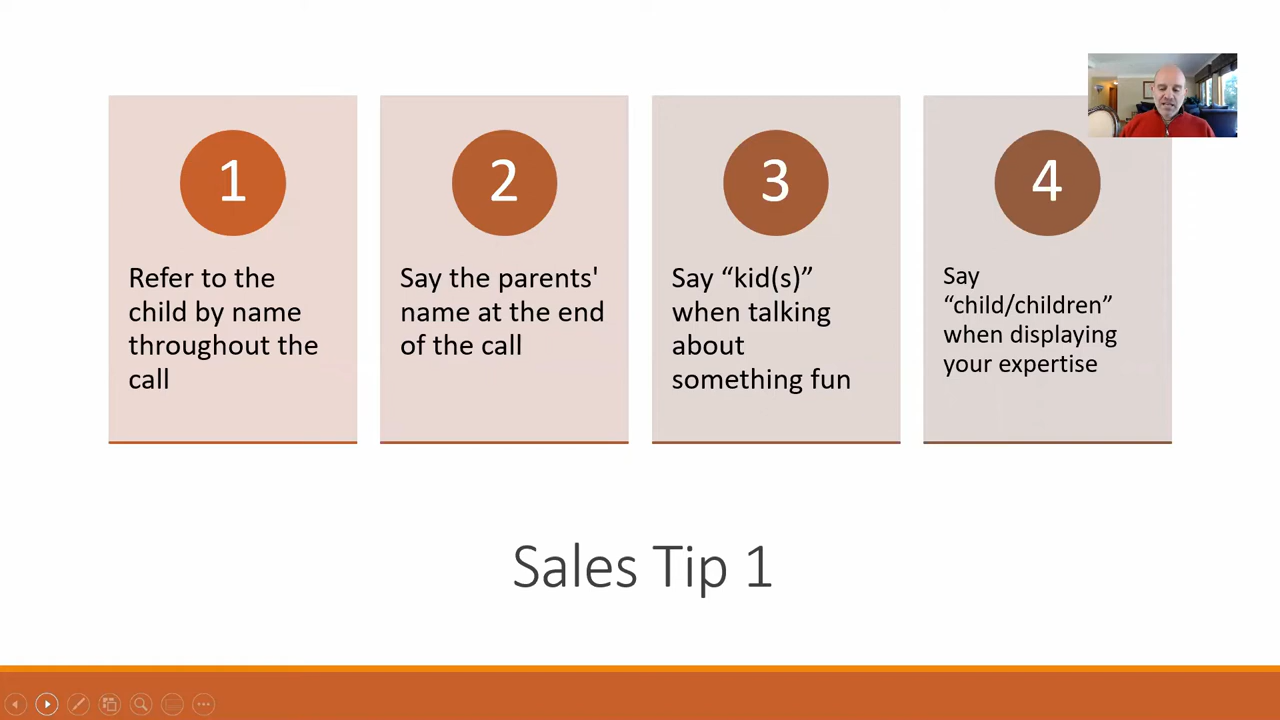 1
Refer to the
child by name
throughout the
call
2
Say the parents'
name at the end
of the call
3
Say “kid(s)”
when talking
about
something fun
4
Say
“child/children”
when displaying
your expertise
Sales Tip 1